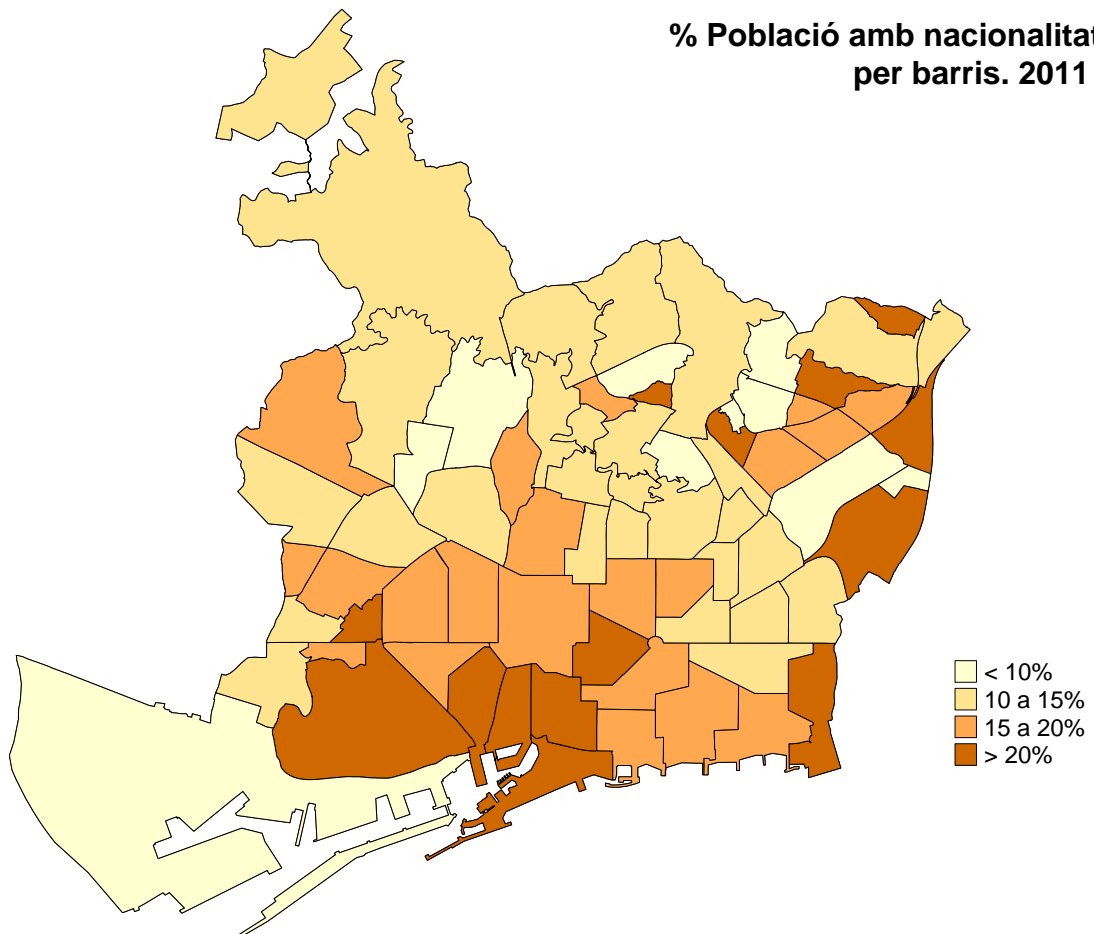 % Població amb nacionalitat
per barris. 2011
< 10%
10 a 15%
15 a 20%
> 20%